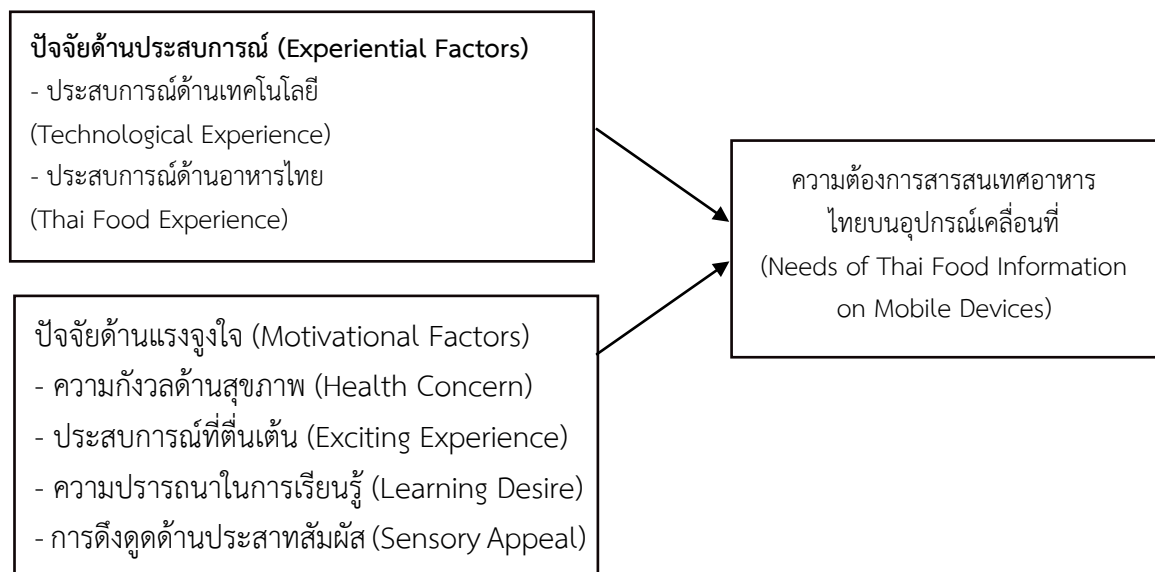 ปัจจัยด้านประสบการณ์ (Experiential Factors)
- ประสบการณ์ด้านเทคโนโลยี
(Technological Experience)
- ประสบการณ์ด้านอาหารไทย
(Thai Food Experience)
ความต้องการสารสนเทศอาหาร
ไทยบนอุปกรณ์เคลื่อนที่
(Needs of Thai Food Information
on Mobile Devices)
ปัจจัยด้านแรงจูงใจ (Motivational Factors)
- ความกังวลด้านสุขภาพ (Health Concern)
- ประสบการณ์ที่ตื่นเต้น (Exciting Experience)
- ความปรารถนาในการเรียนรู้ (Learning Desire)
- การดึงดูดด้านประสาทสัมผัส (Sensory Appeal)